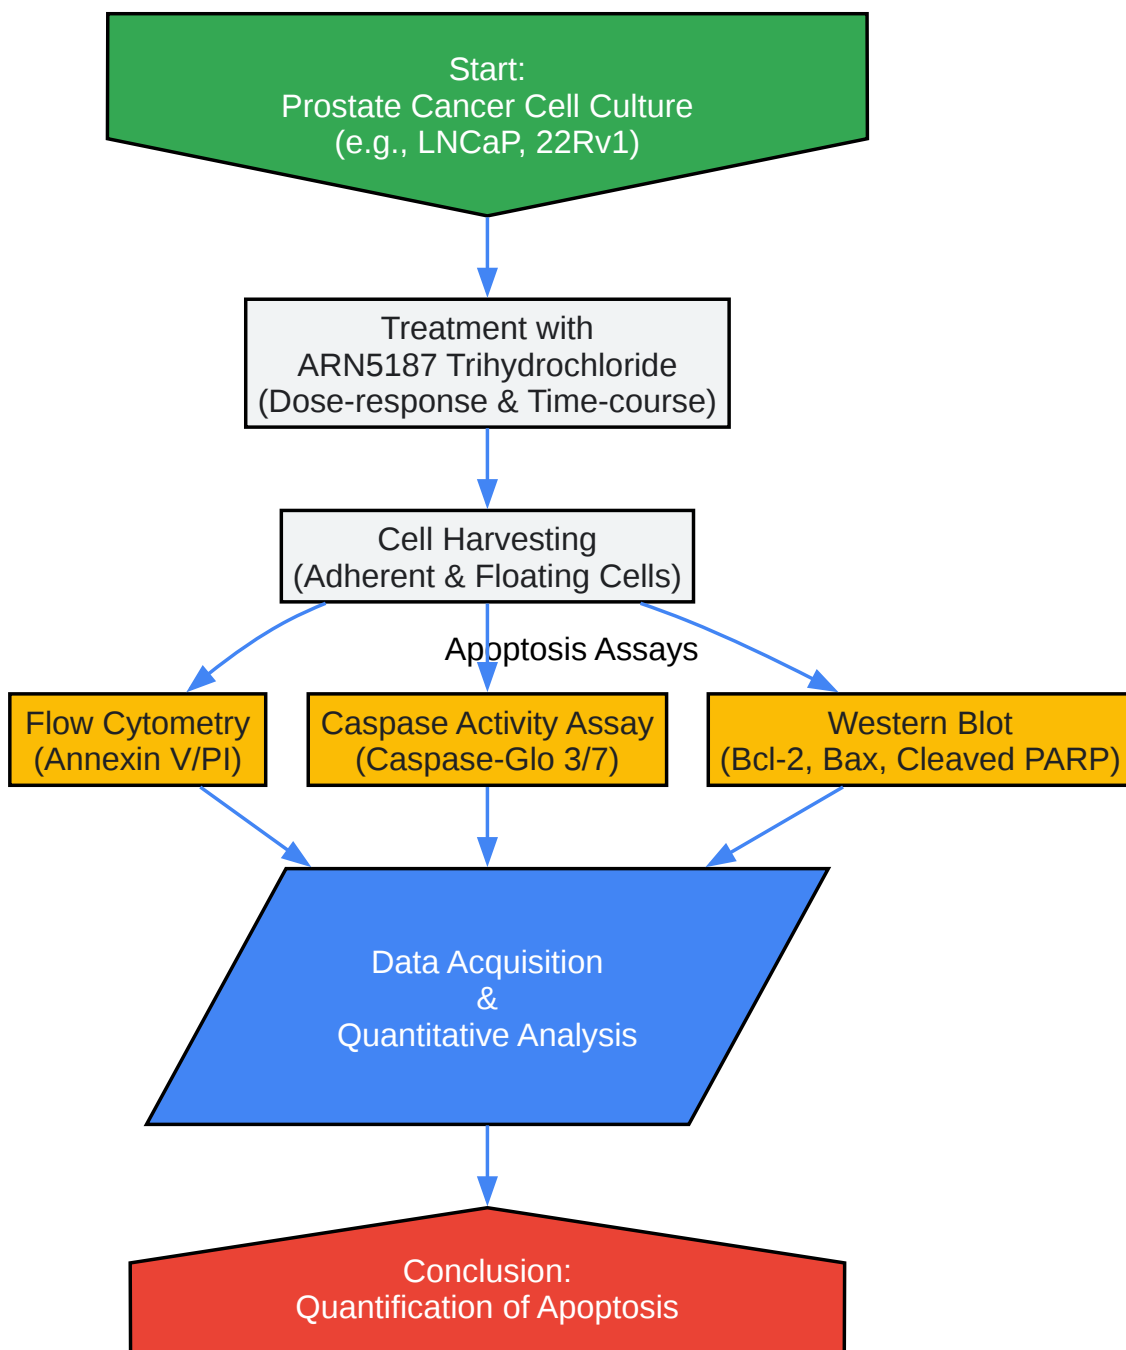 Start:
Prostate Cancer Cell Culture
(e.g., LNCaP, 22Rv1)
Treatment with
ARN5187 Trihydrochloride
(Dose-response & Time-course)
Cell Harvesting
(Adherent & Floating Cells)
Apoptosis Assays
Flow Cytometry
(Annexin V/PI)
Caspase Activity Assay
(Caspase-Glo 3/7)
Western Blot
(Bcl-2, Bax, Cleaved PARP)
Data Acquisition
&
Quantitative Analysis
Conclusion:
Quantification of Apoptosis